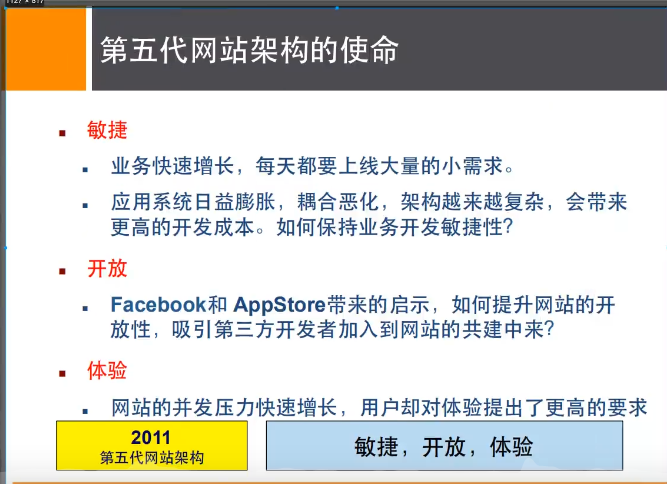 第五代网站架构的使命
敏捷
业务快速增长，每天都要上线大量的小需求。
应用系统日益膨胀，耦合恶化，架构越来越复杂，会带来
更高的开发成本。如何保持业务开发敏捷性？
开放
Facebook和 AppStore带来的启示，如何提升网站的开
放性，吸引第三方开发者加入到网站的共建中来？
体验
网站的并发压力快速增长，用户却对体验提出了更高的要求
2011
第五代网站架构
敏捷，开放，体验